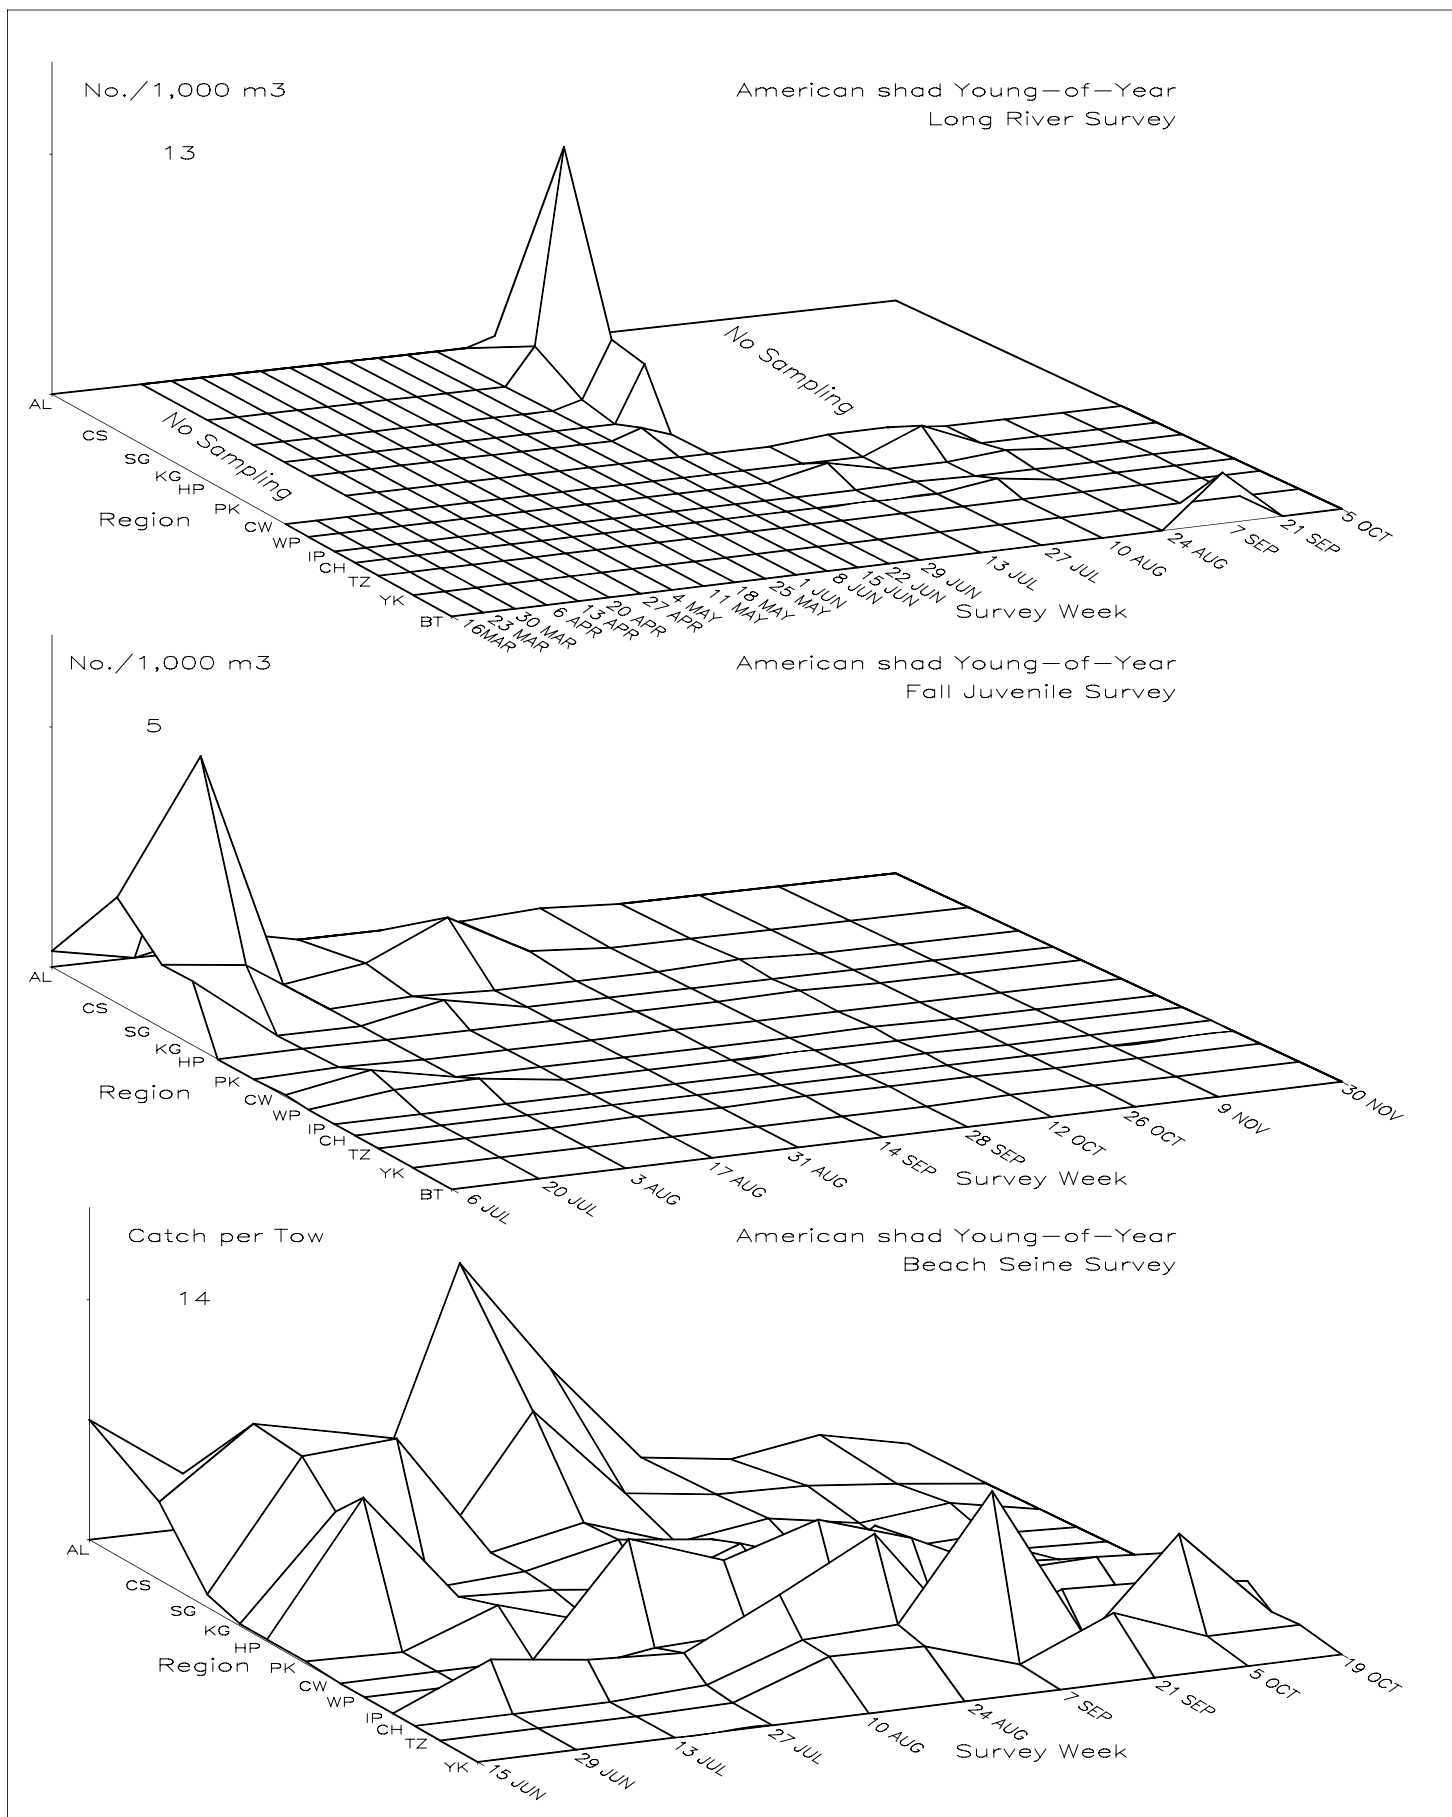 No./1,000 m3
American shad Young-of-Year
Long River Survey
13
No Sampling
AL
CS
SG
KG
HP
PK
CW
WP
IP
CH
TZ
YK
BT
No Sampling
Region
16MAR
23 MAR
30 MAR
6 APR
13 APR
20 APR
27 APR
4 MAY
11 MAY
18 MAY
25 MAY
1 JUN
8 JUN
15 JUN
22 JUN
29 JUN
13 JUL
27 JUL
10 AUG
24 AUG
7 SEP
21 SEP
5 OCT
Survey Week
No./1,000 m3
American shad Young-of-Year
Fall Juvenile Survey
5
AL
CS
SG
KG
HP
PK
CW
WP
IP
CH
TZ
YK
BT
Region
6 JUL
20 JUL
3 AUG
17 AUG
31 AUG
14 SEP
28 SEP
12 OCT
26 OCT
9 NOV
30 NOV
Survey Week
Catch per Tow
American shad Young-of-Year
Beach Seine Survey
14
AL
CS
SG
KG
HP
PK
CW
WP
IP
CH
TZ
YK
Region
15 JUN
29 JUN
13 JUL
27 JUL
10 AUG
24 AUG
7 SEP
21 SEP
5 OCT
19 OCT
Survey Week